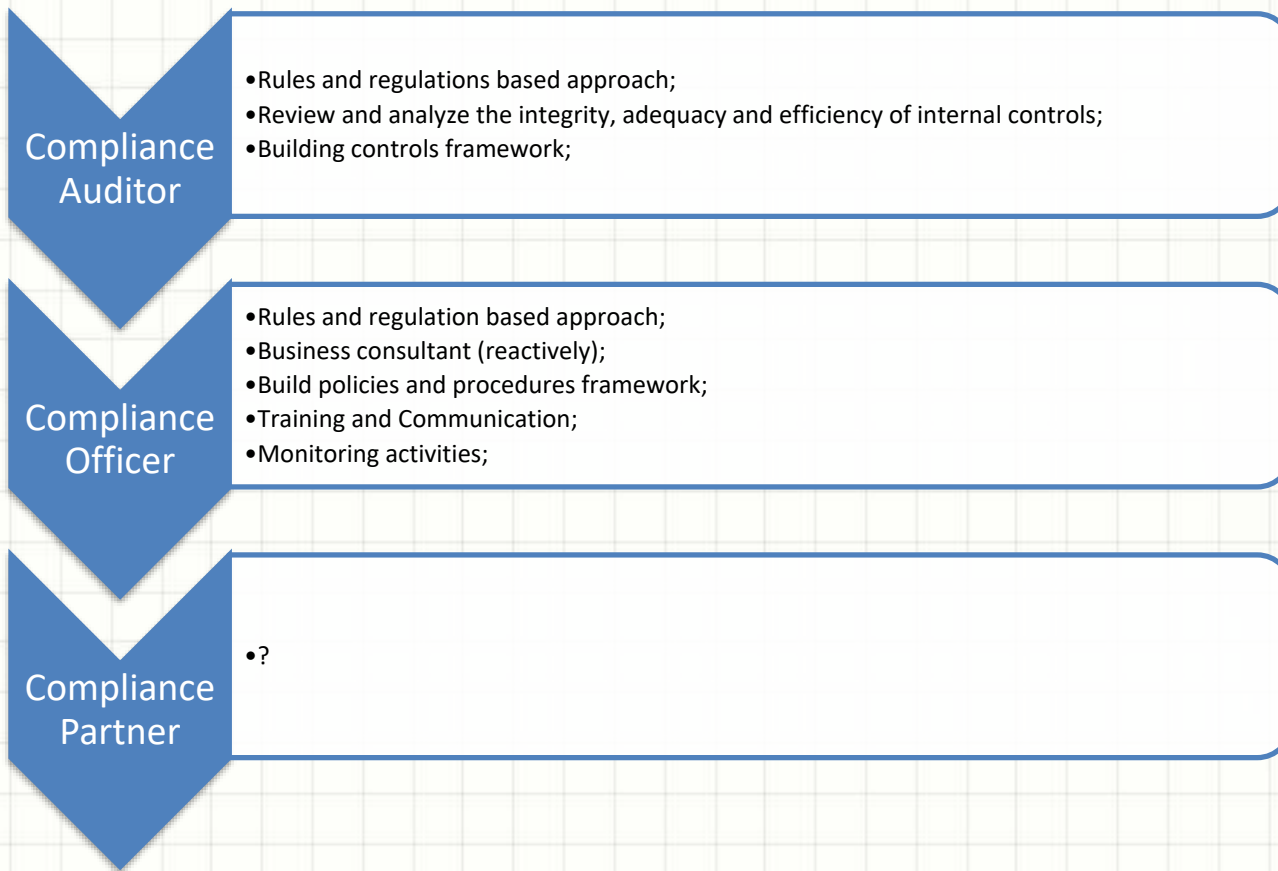 Compliance
Auditor
•Rules and regulations based approach;
•Review and analyze the integrity, adequacy and efficiency of internal controls;
•Building controls framework;
Compliance
Officer
•Rules and regulation based approach;
•Business consultant (reactively);
•Build policies and procedures framework;
•Training and Communication;
•Monitoring activities;
Compliance
Partner
•?